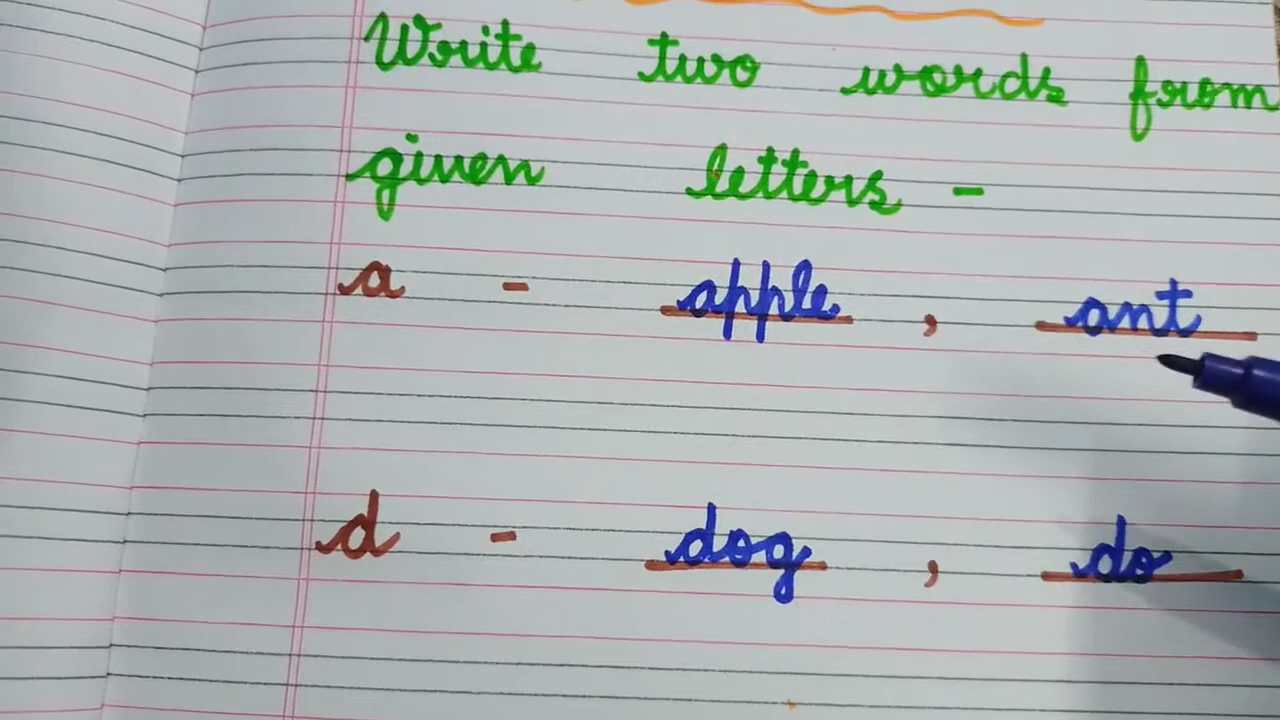 Write two words from
given letters -
a - apple , ant
d - dog , do